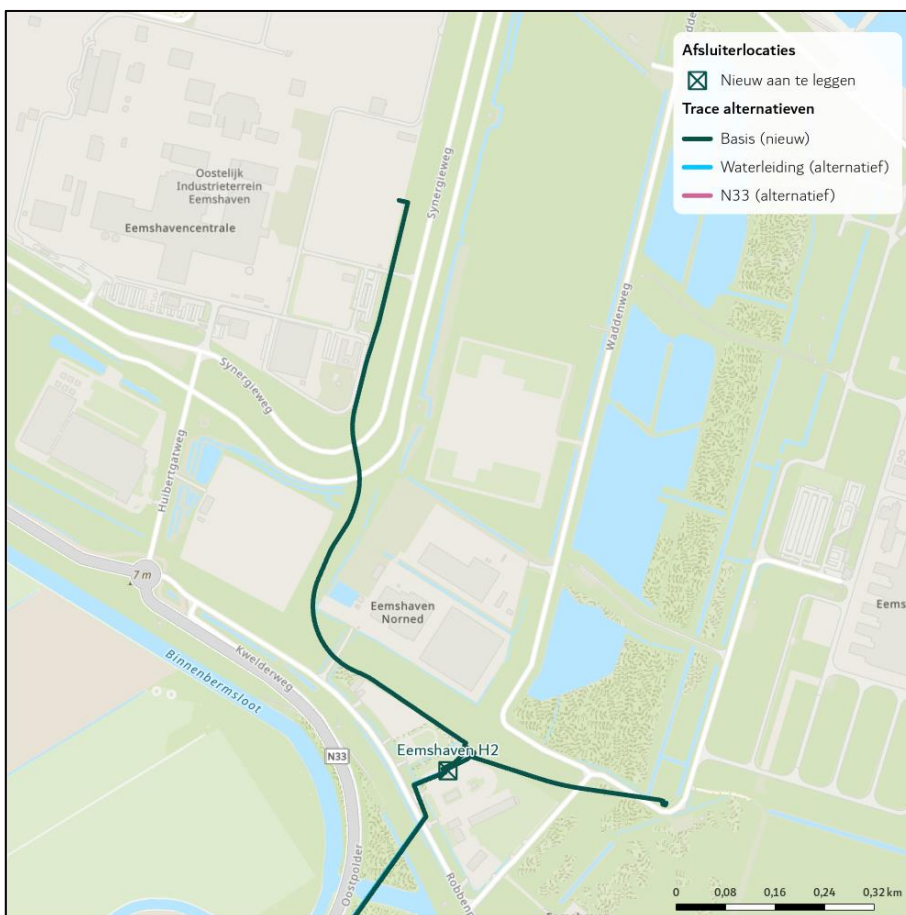 Afsluiterlocaties
Nieuw aan te leggen
Trace alternatieven
Basis (nieuw)
Waterleiding (alternatief)
N33 (alternatief)
Oostelijk
Industrieterrein
Eemshaven
Eemshavencentrale
Synergieweg
Waddenweg
Synergieweg
Huibertgatweg
7 m
Eemshaven
Norned
Eems
Kweiderweg
Binnenbermsloot
N33
Eemshaven H2
Oostpolder
0 0,08 0,16 0,24 0,32 km